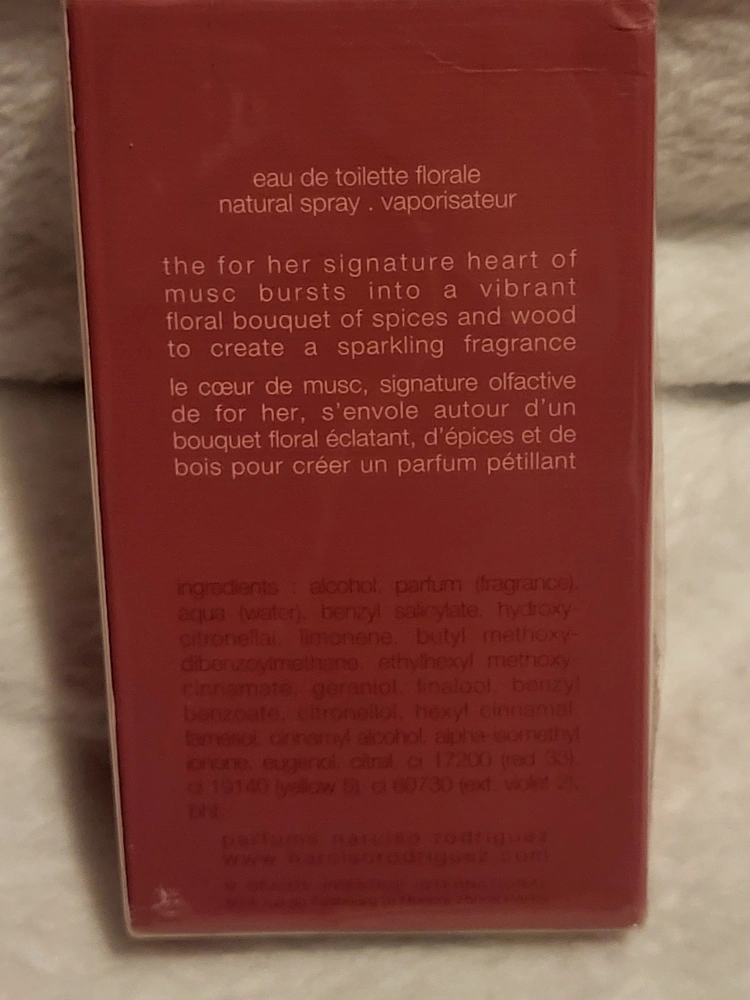 eau de toilette florale
natural spray . vaporisateur
the for her signature heart of
musc bursts into a vibrant
floral bouquet of spices and wood
to create a sparkling fragrance
le cœur de musc, signature olfactive
de for her, s'envole autour d'un
bouquet floral éclatant, d'épices et de
bois pour créer un parfum pétillant
ingredients : alcohol, parfum (fragrance),
aqua (water), benzyl salicylate, hydroxy-
citronellal, limonene, butyl methoxy-
dibenzoylmethane, ethylhexyl methoxy-
cinnamate, geraniol, linalool, benzyl
benzoate, citronellol, hexyl cinnamal,
farnesol, cinnamyl alcohol, alpha-isomethyl
ionone, eugenol, citral, ci 17200 (red 33),
ci 19140 (yellow 5), ci 60730 (ext. violet 2),
bht.
parfums narciso rodriguez
www.narcisorodriguez.com